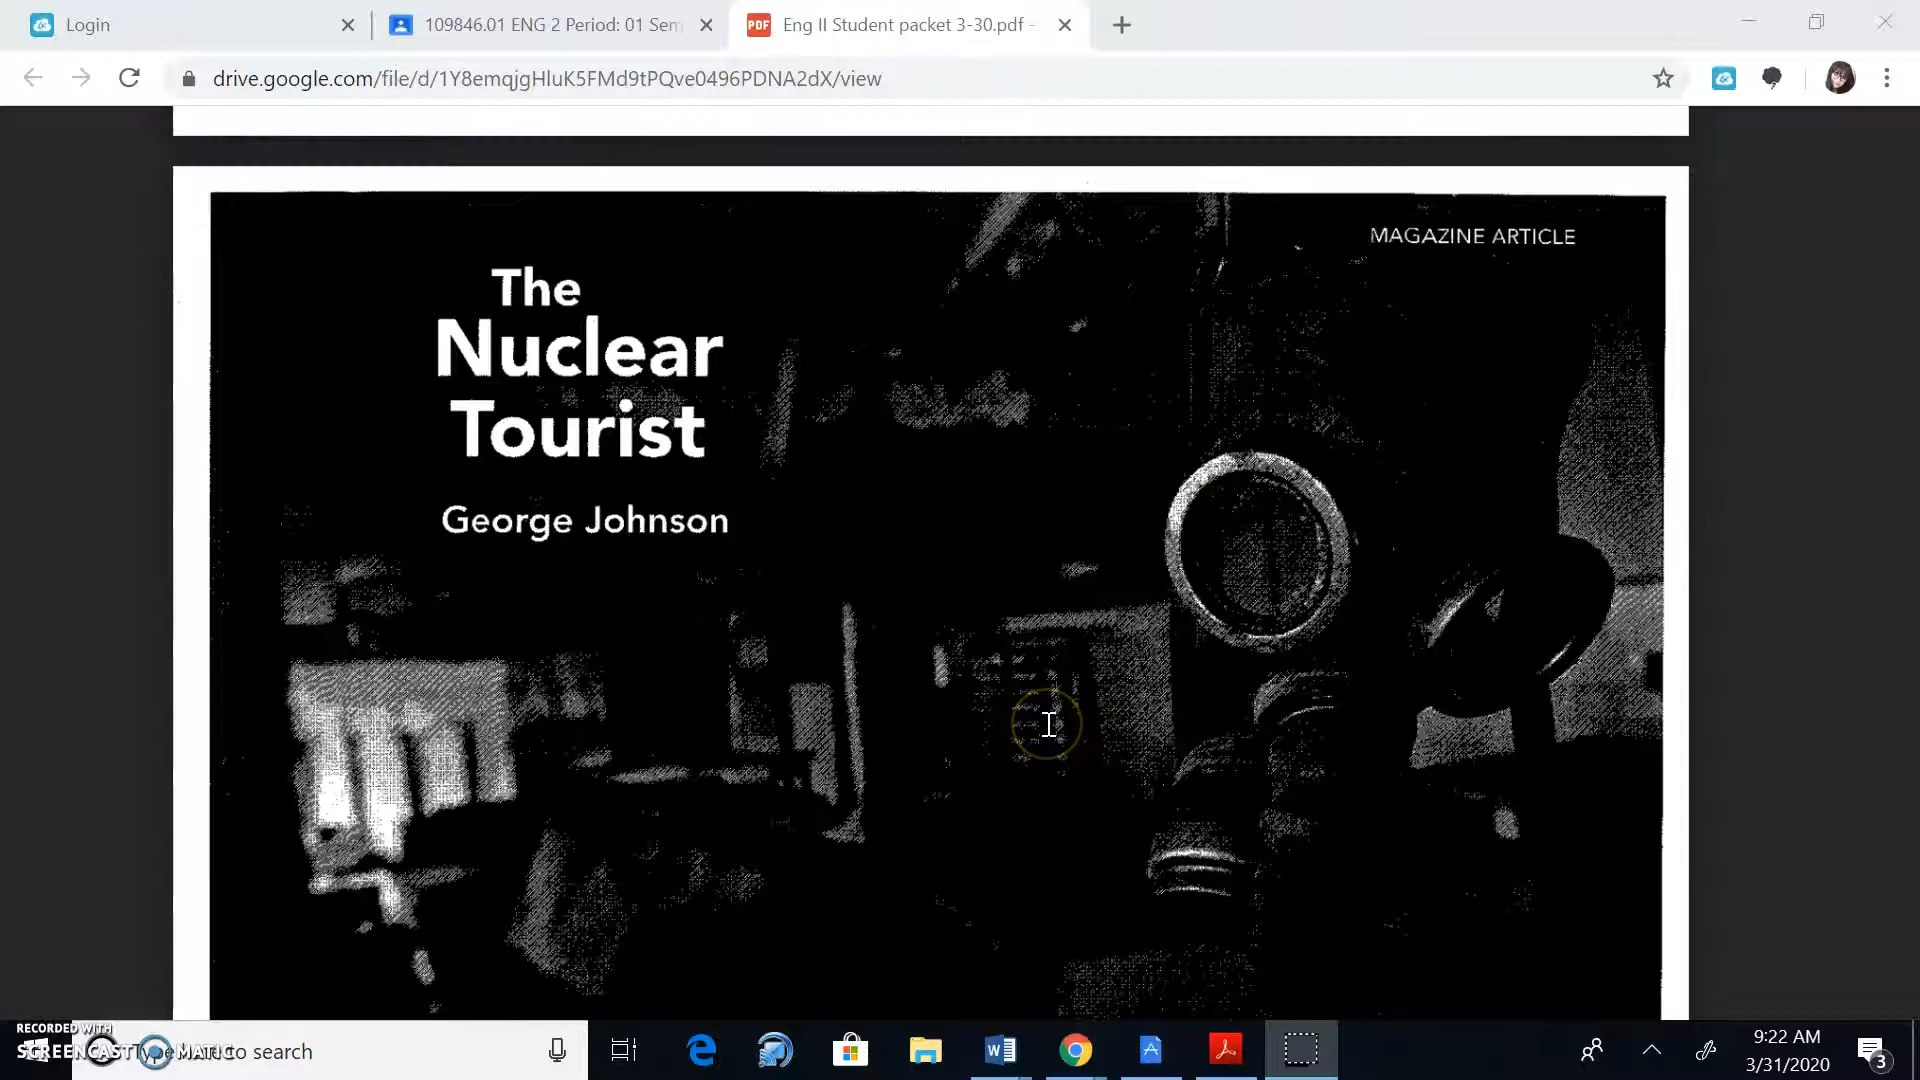 Login
109846.01 ENG 2 Period: 01 Sem
PDF Eng II Student packet 3-30.pdf -
drive.google.com/file/d/1Y8emqjgHluK5FMd9tPQve0496PDNA2dX/view
MAGAZINE ARTICLE
The
Nuclear
Tourist
George Johnson
RECORDED WITH
SCREENCAST MATIC
to search
9:22 AM
3/31/2020
3